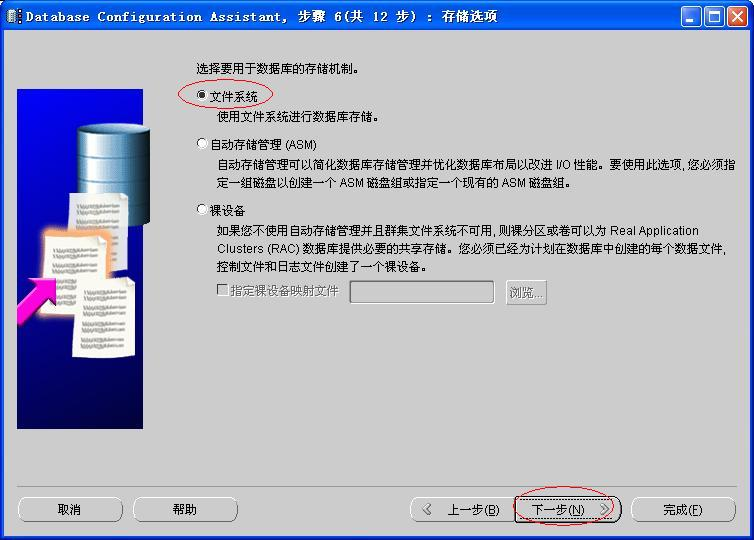 Database Configuration Assistant, 步骤 6(共 12 步) : 存储选项
选择要用于数据库的存储机制。
文件系统
使用文件系统进行数据库存储。
自动存储管理 (ASM)
自动存储管理可以简化数据库存储管理并优化数据库布局以改进 I/O 性能。要使用此选项, 您必须指
定一组磁盘以创建一个 ASM 磁盘组或指定一个现有的 ASM 磁盘组。
裸设备
如果您不使用自动存储管理并且群集文件系统不可用, 则裸分区或卷可以为 Real Application
Clusters (RAC) 数据库提供必要的共享存储。您必须已经为计划在数据库中创建的每个数据文件,
控制文件和日志文件创建了一个裸设备。
指定裸设备映射文件 浏览...
取消 帮助 上一步(B) 下一步(N) 完成(F)